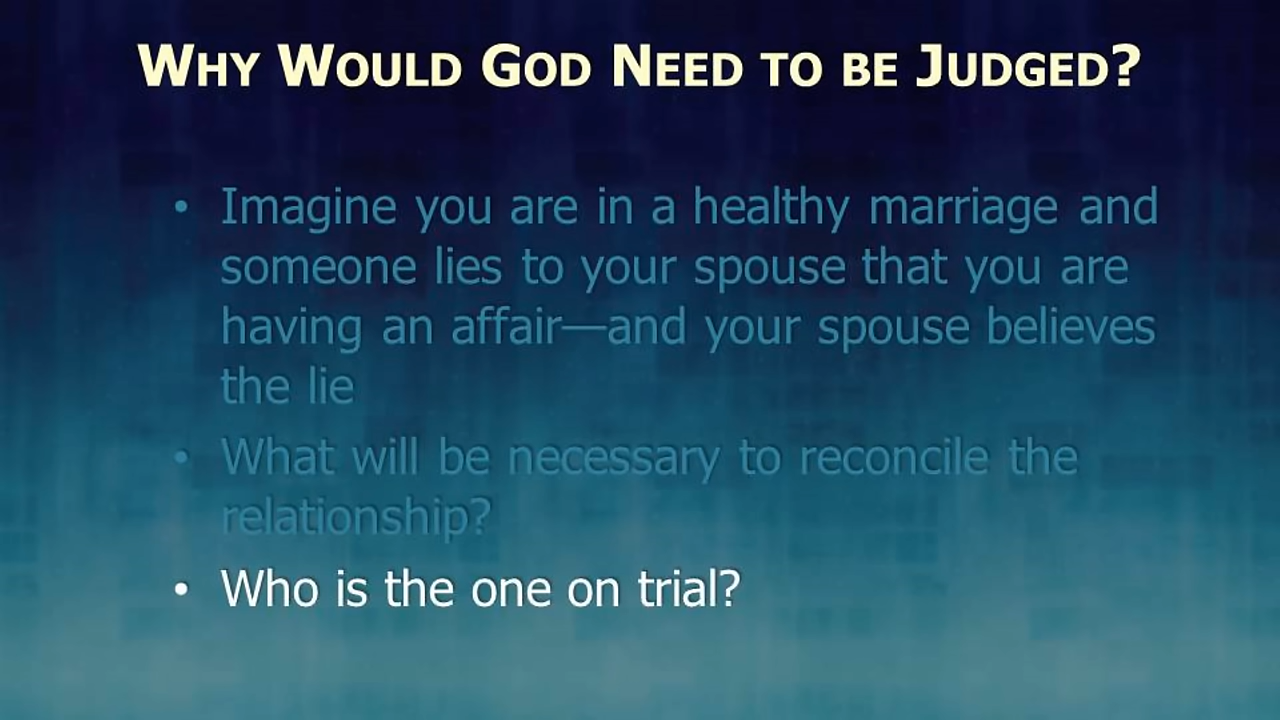 Why Would God Need to be Judged?
• Imagine you are in a healthy marriage and
someone lies to your spouse that you are
having an affair—and your spouse believes
the lie
• What will be necessary to reconcile the
relationship?
• Who is the one on trial?